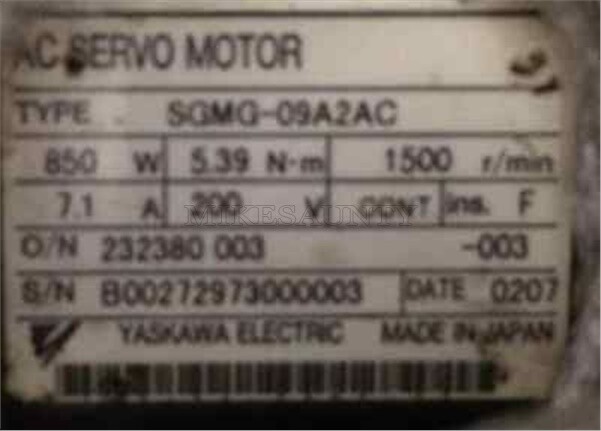 AC SERVO MOTOR
TYPE SGMG-09A2AC
850 W 5.39 N·m 1500 r/min
7.1 A 200 V CONT ins. F
O/N 232380 003 -003
S/N B00272973000003 DATE 0207
YASKAWA ELECTRIC MADE IN JAPAN